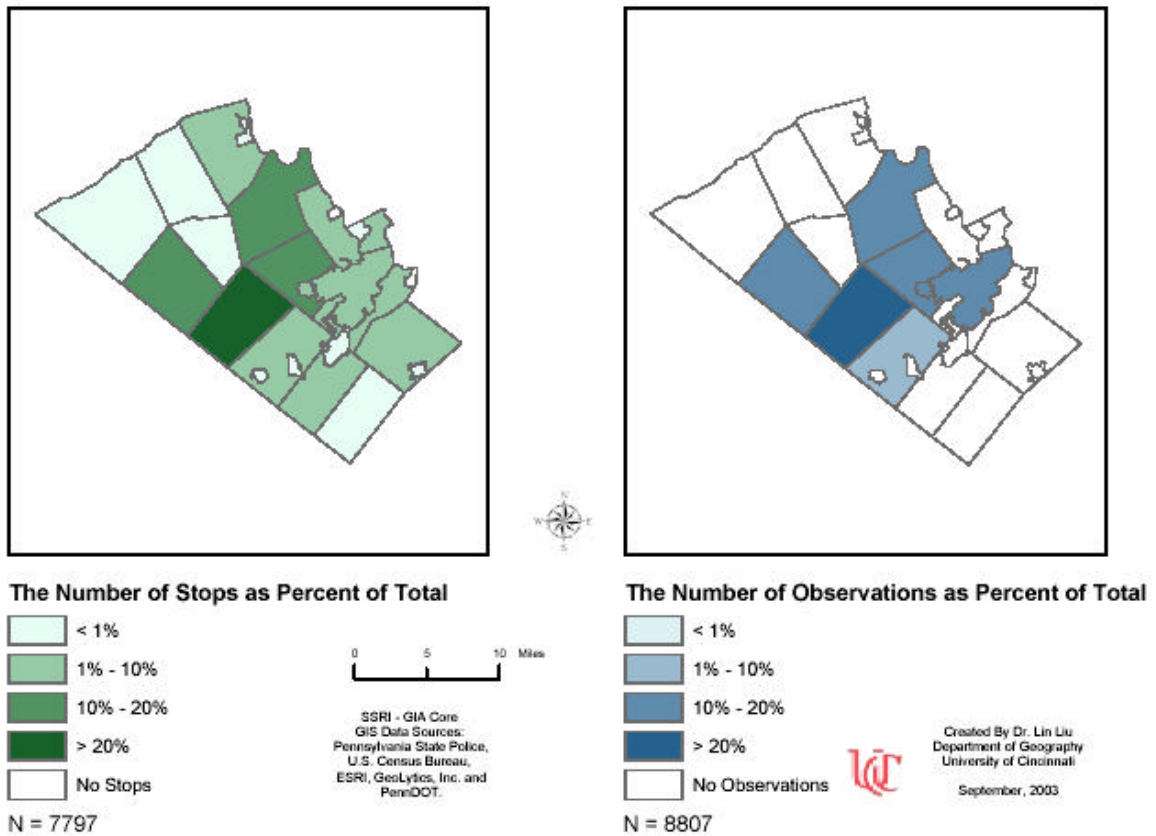 N
W
E
S
The Number of Stops as Percent of Total
< 1%
1% - 10%
10% - 20%
> 20%
No Stops
N = 7797
0 5 10 Miles
SSRI - GIA Core
GIS Data Sources:
Pennsylvania State Police,
U.S. Census Bureau,
ESRI, GeoLytics, Inc. and
PennDOT.
The Number of Observations as Percent of Total
< 1%
1% - 10%
10% - 20%
> 20%
No Observations
N = 8807
UC
Created By Dr. Lin Liu
Department of Geography
University of Cincinnati
September, 2003